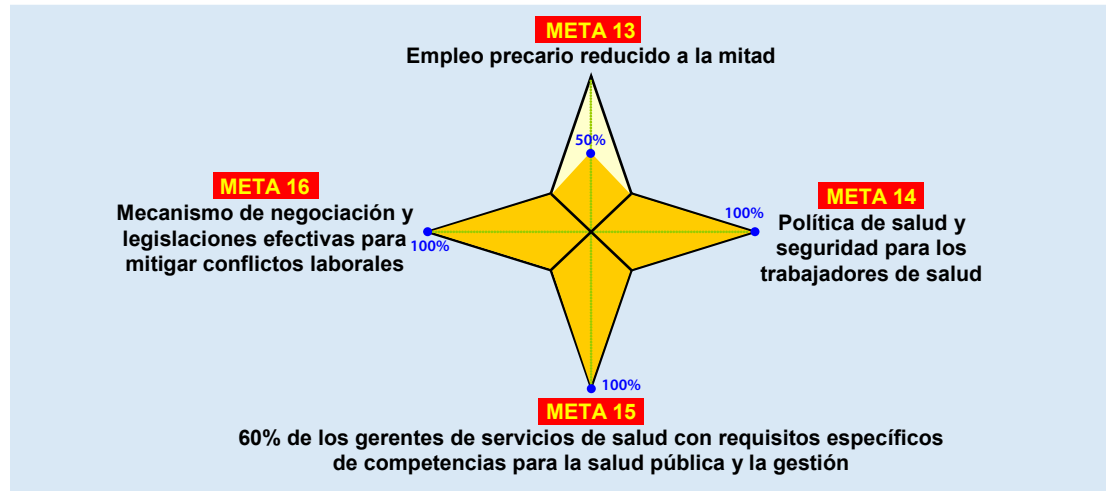 META 13
Empleo precario reducido a la mitad
50%
META 16
Mecanismo de negociación y
legislaciones efectivas para
mitigar conflictos laborales
100%
META 14
100%
Política de salud y
seguridad para los
trabajadores de salud
100%
META 15
60% de los gerentes de servicios de salud con requisitos específicos
de competencias para la salud pública y la gestión